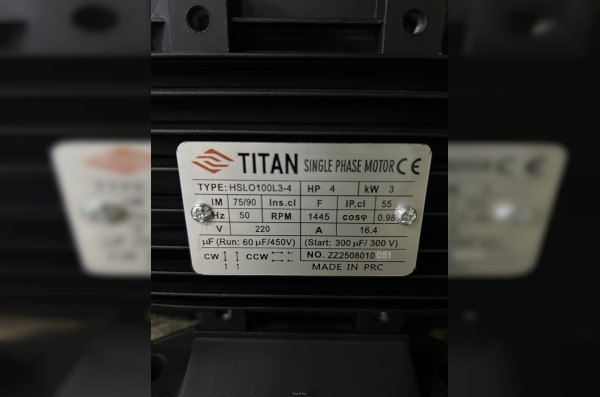 TITAN SINGLE PHASE MOTOR CE
TYPE: HSLO100L3-4 HP 4 kW 3
IM 75/90 Ins.cl F IP.cl 55
Hz 50 RPM 1445 cosφ 0.98
V 220 A 16.4
µF (Run: 60 µF/450V) (Start: 300 µF/ 300 V)
CW CCW NO. ZZ2508010051
MADE IN PRC